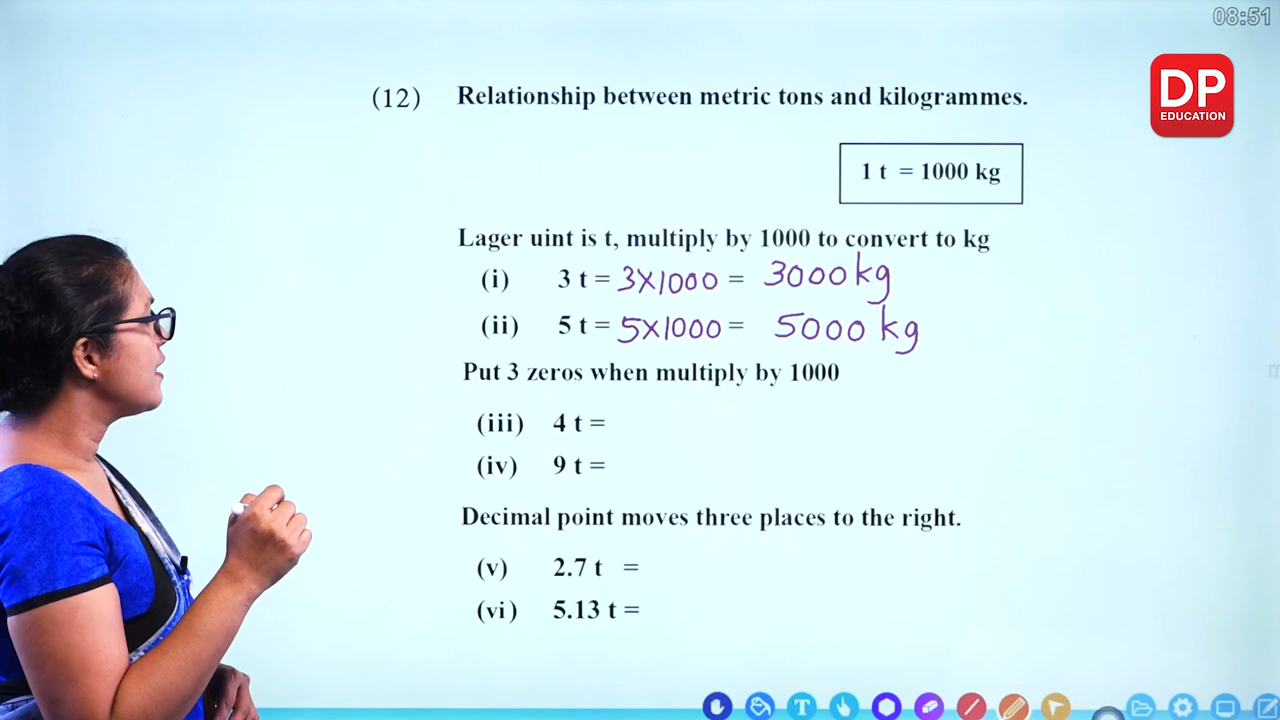 08:51
DP
EDUCATION
(12) Relationship between metric tons and kilogrammes.
1 t = 1000 kg
Lager uint is t, multiply by 1000 to convert to kg
(i) 3 t = 3×1000 = 3000 kg
(ii) 5 t = 5×1000 = 5000 kg
Put 3 zeros when multiply by 1000
(iii) 4 t =
(iv) 9 t =
Decimal point moves three places to the right.
(v) 2.7 t =
(vi) 5.13 t =
T